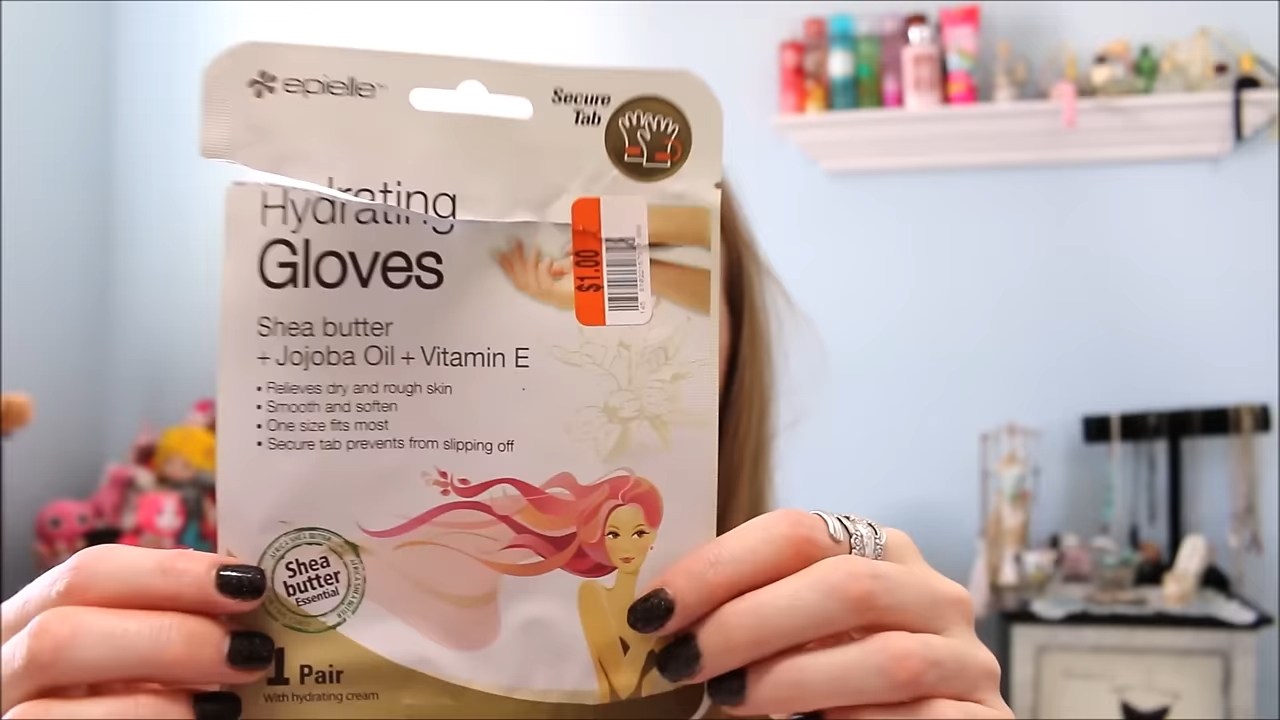 epielle
Secure
Tab
Hydrating
Gloves
$1.00
Shea butter
+ Jojoba Oil + Vitamin E
• Relieves dry and rough skin
• Smooth and soften
• One size fits most
• Secure tab prevents from slipping off
Shea
butter
Essential
1 Pair
With hydrating cream